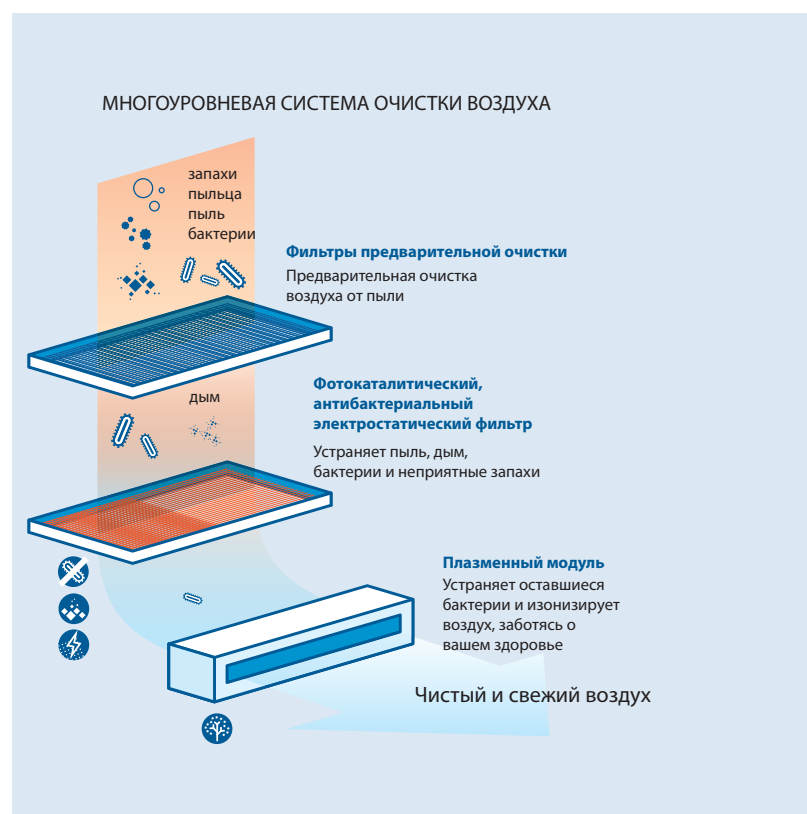 МНОГОУРОВНЕВАЯ СИСТЕМА ОЧИСТКИ ВОЗДУХА
запахи
пыльца
пыль
бактерии
Фильтры предварительной очистки
Предварительная очистка
воздуха от пыли
дым
Фотокаталитический,
антибактериальный
электростатический фильтр
Устраняет пыль, дым,
бактерии и неприятные запахи
Плазменный модуль
Устраняет оставшиеся
бактерии и изонизирует
воздух, заботясь о
вашем здоровье
Чистый и свежий воздух